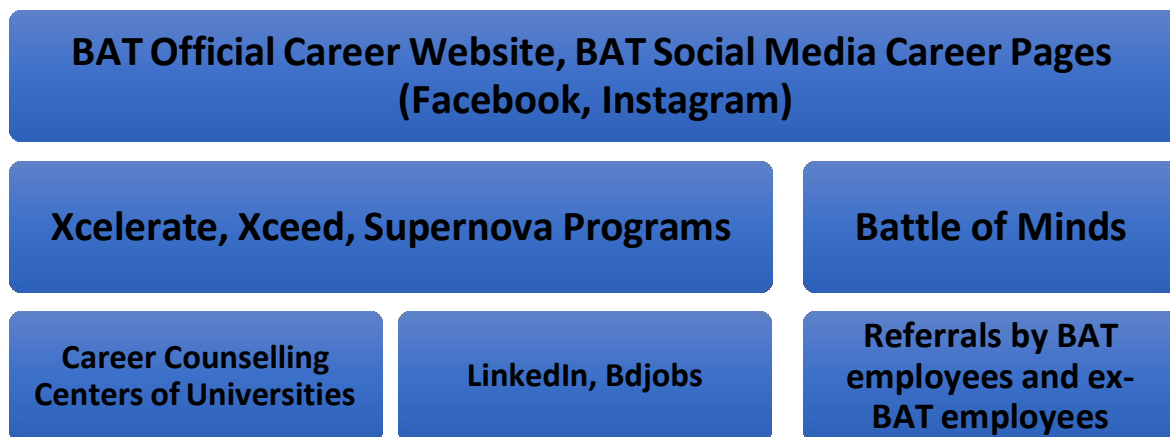 BAT Official Career Website, BAT Social Media Career Pages
(Facebook, Instagram)
Xcelerate, Xceed, Supernova Programs
Battle of Minds
Career Counselling
Centers of Universities
LinkedIn, Bdjobs
Referrals by BAT
employees and ex-
BAT employees